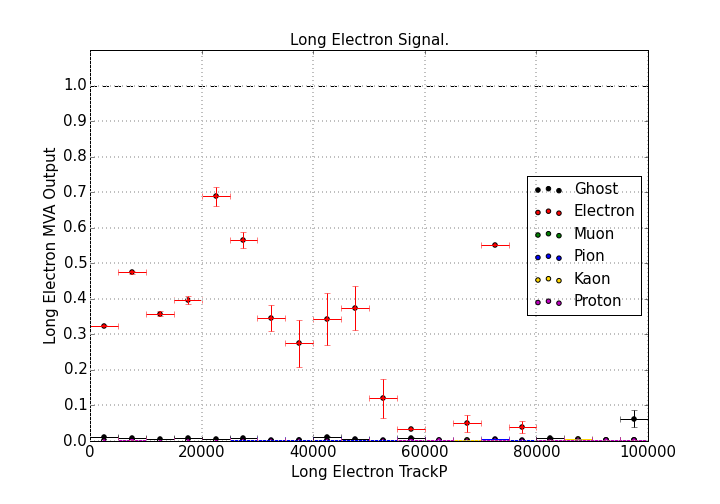 Long Electron Signal.
Long Electron MVA Output
1.0
0.9
0.8
0.7
0.6
0.5
0.4
0.3
0.2
0.1
0.0
Ghost
Electron
Muon
Pion
Kaon
Proton
0 20000 40000 60000 80000 100000
Long Electron TrackP